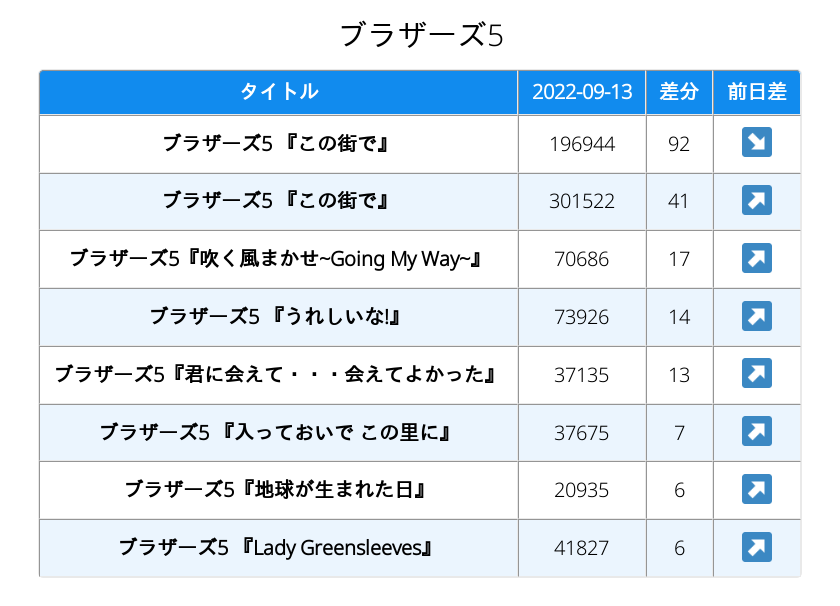 ブラザーズ5
タイトル 2022-09-13 差分 前日差
ブラザーズ5 『この街で』 196944 92 ↘
ブラザーズ5 『この街で』 301522 41 ↗
ブラザーズ5『吹く風まかせ~Going My Way~』 70686 17 ↗
ブラザーズ5 『うれしいな!』 73926 14 ↗
ブラザーズ5『君に会えて・・・会えてよかった』 37135 13 ↗
ブラザーズ5 『入っておいで この里に』 37675 7 ↗
ブラザーズ5『地球が生まれた日』 20935 6 ↗
ブラザーズ5 『Lady Greensleeves』 41827 6 ↗